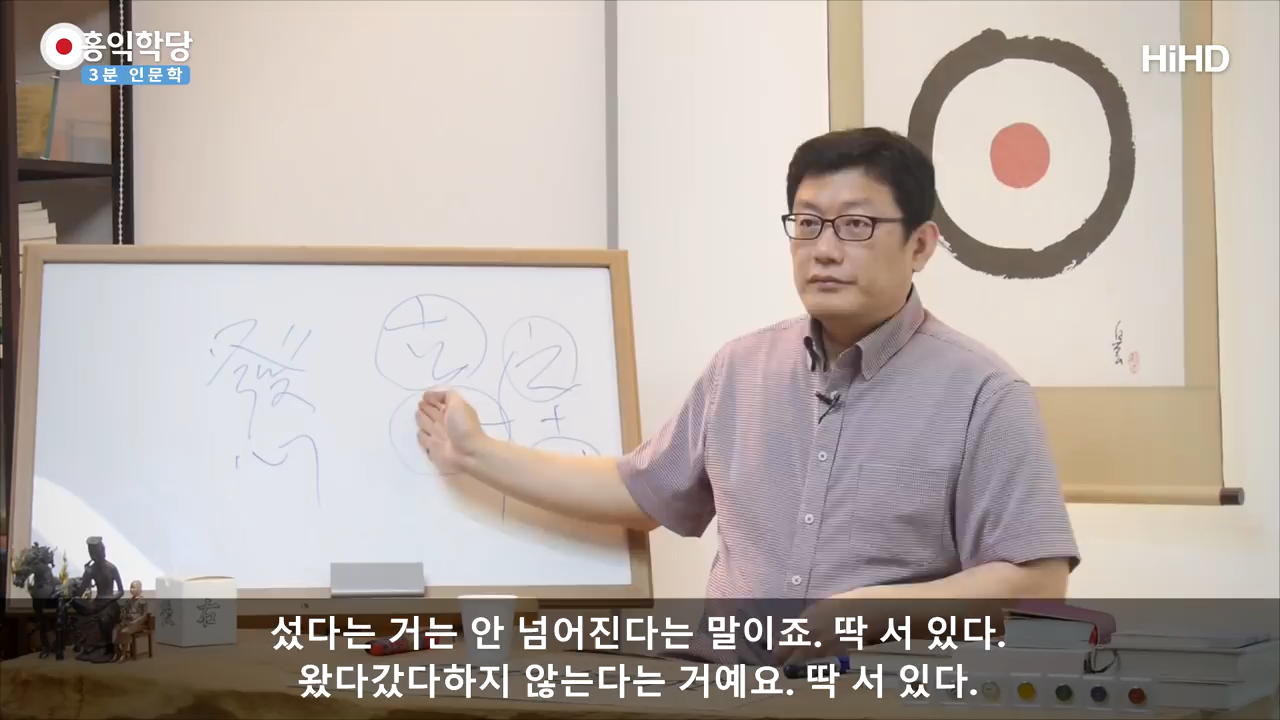 홍익학당
3분 인문학
HiHD
發
心
섰다는 거는 안 넘어진다는 말이죠. 딱 서 있다.
왔다갔다하지 않는다는 거예요. 딱 서 있다.